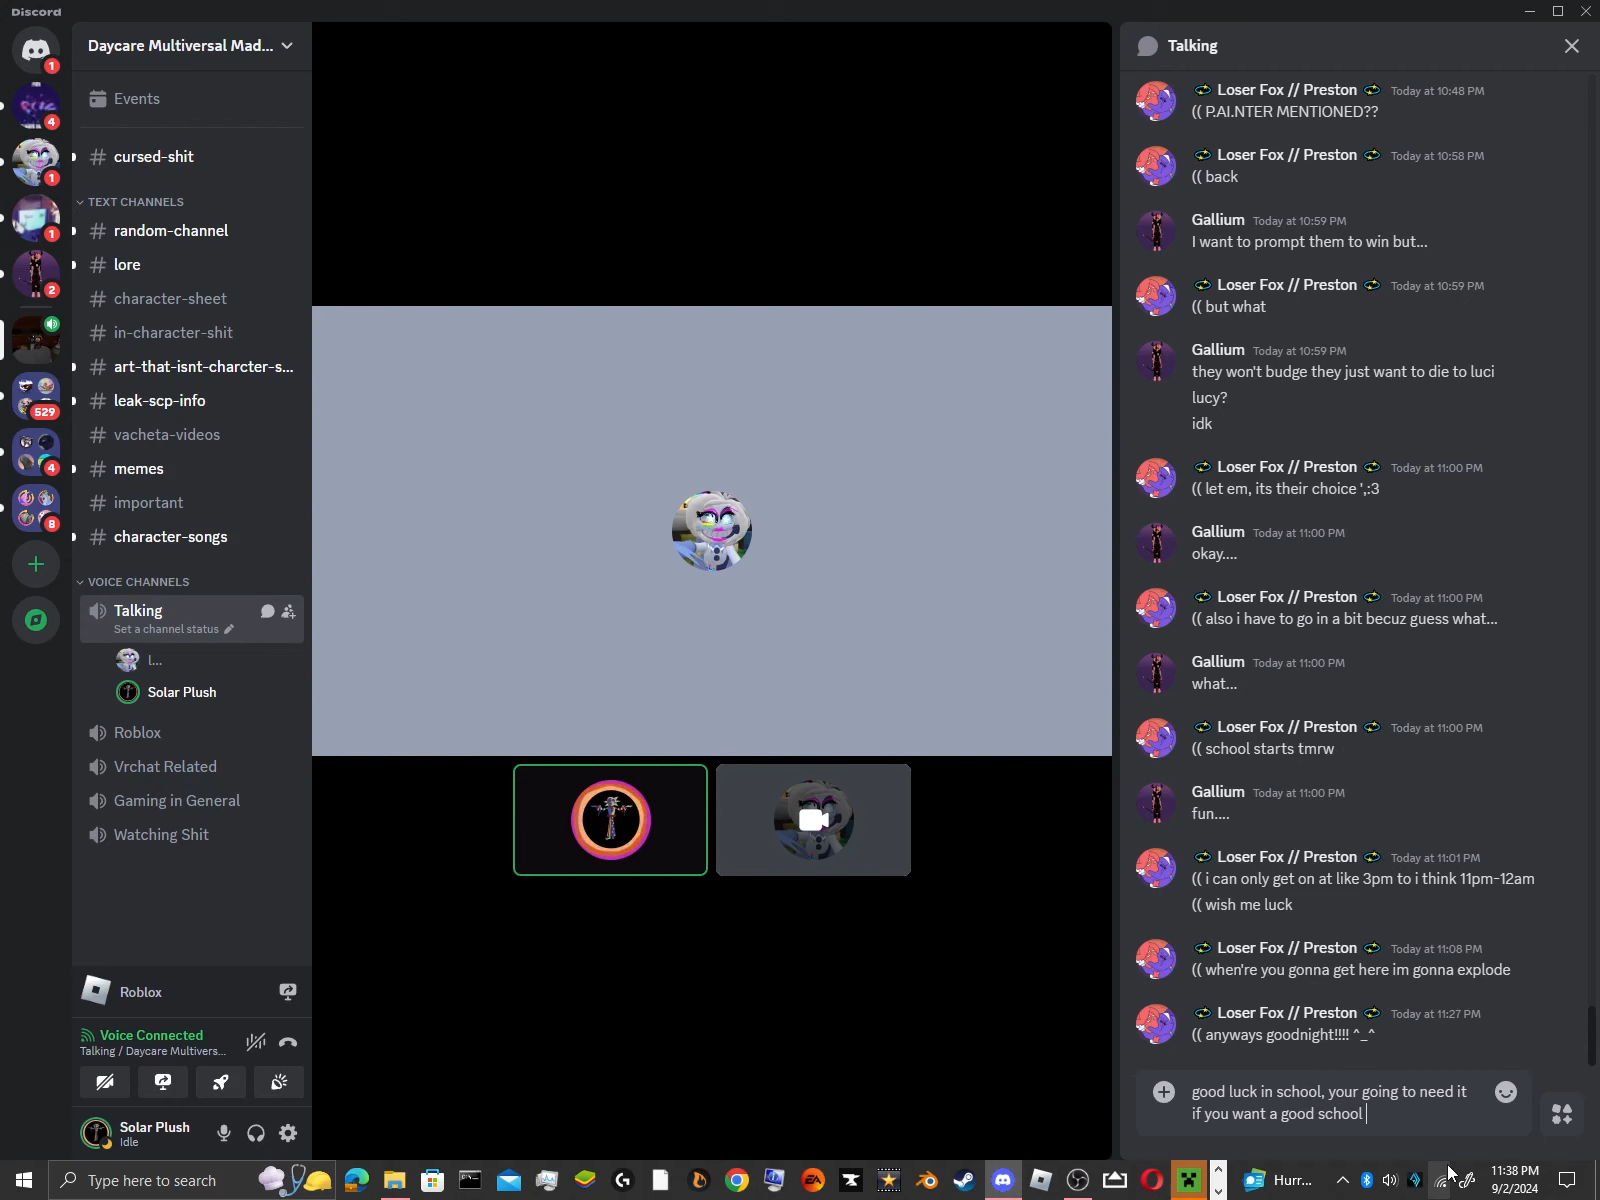 Discord
Daycare Multiversal Mad...
Events
cursed-shit
TEXT CHANNELS
random-channel
lore
character-sheet
in-character-shit
art-that-isnt-charcter-s...
leak-scp-info
vacheta-videos
memes
important
character-songs
VOICE CHANNELS
Talking
Set a channel status
I...
Solar Plush
Roblox
Vrchat Related
Gaming in General
Watching Shit
1
4
1
1
2
529
4
8
Roblox
Voice Connected
Talking / Daycare Multivers...
Solar Plush
Idle
Talking
Loser Fox // Preston Today at 10:48 PM
(( P.AI.NTER MENTIONED??
Loser Fox // Preston Today at 10:58 PM
(( back
Gallium Today at 10:59 PM
I want to prompt them to win but...
Loser Fox // Preston Today at 10:59 PM
(( but what
Gallium Today at 10:59 PM
they won't budge they just want to die to luci
lucy?
idk
Loser Fox // Preston Today at 11:00 PM
(( let em, its their choice ',:3
Gallium Today at 11:00 PM
okay....
Loser Fox // Preston Today at 11:00 PM
(( also i have to go in a bit becuz guess what...
Gallium Today at 11:00 PM
what...
Loser Fox // Preston Today at 11:00 PM
(( school starts tmrw
Gallium Today at 11:00 PM
fun....
Loser Fox // Preston Today at 11:01 PM
(( i can only get on at like 3pm to i think 11pm-12am
(( wish me luck
Loser Fox // Preston Today at 11:08 PM
(( when're you gonna get here im gonna explode
Loser Fox // Preston Today at 11:27 PM
(( anyways goodnight!!!! ^_^
good luck in school, your going to need it
if you want a good school
Type here to search
Hurr...
11:38 PM
9/2/2024